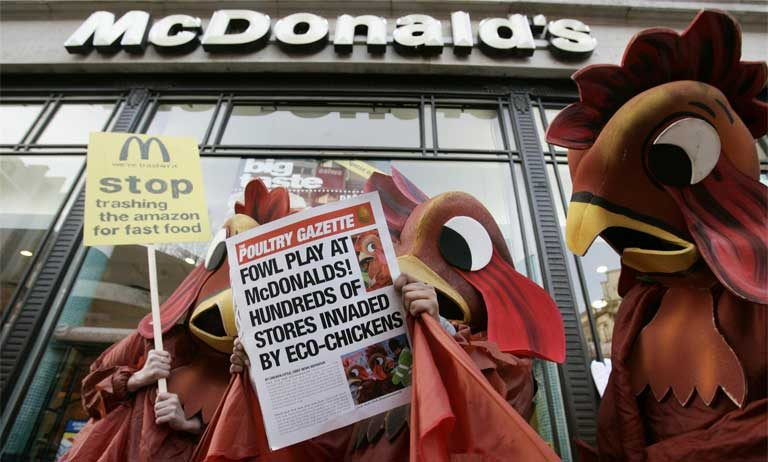 McDonald's
stop
trashing
the amazon
for fast food
big
THE
POULTRY GAZETTE
FOWL PLAY AT
McDONALDS!
HUNDREDS OF
STORES INVADED
BY ECO-CHICKENS